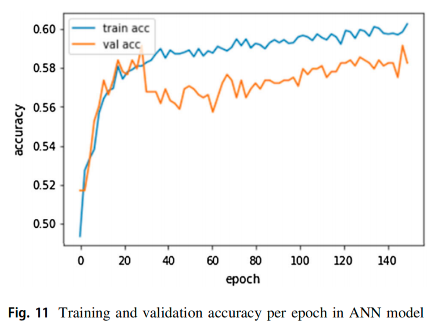 train acc
val acc
0.60
0.58
0.56
0.54
0.52
0.50
accuracy
0 20 40 60 80 100 120 140
epoch
Fig. 11 Training and validation accuracy per epoch in ANN model